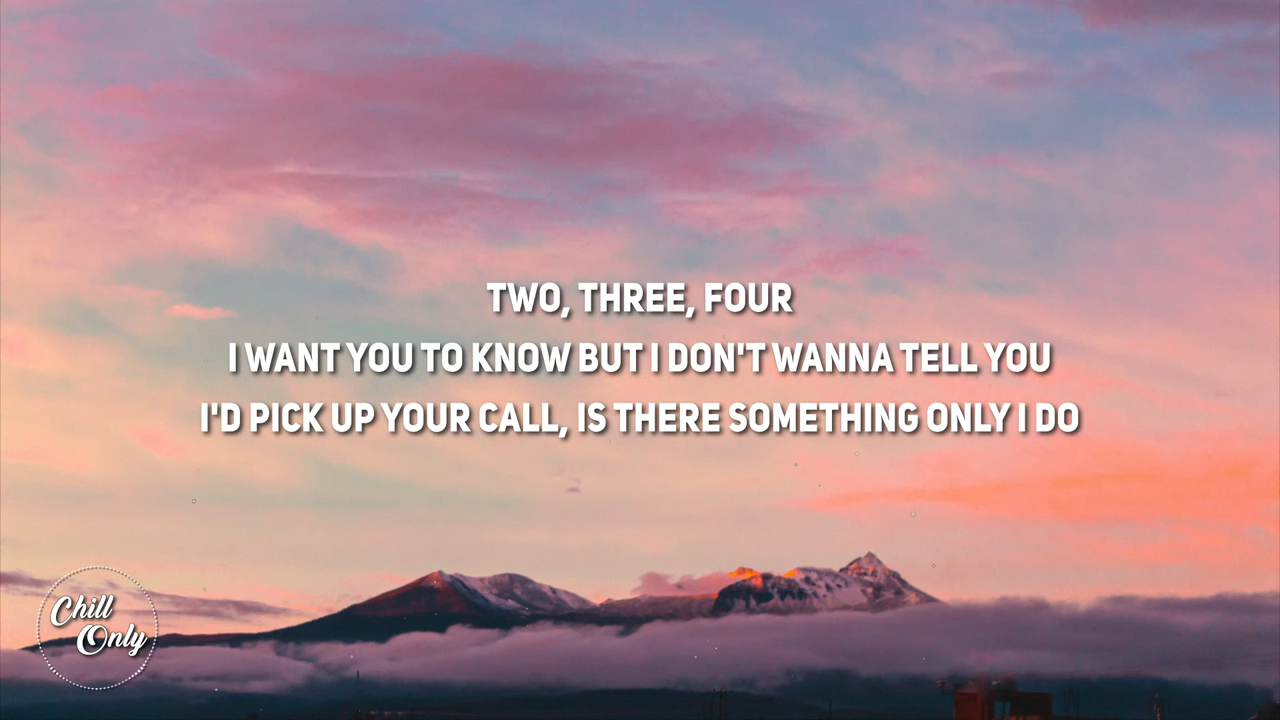 TWO, THREE, FOUR
I WANT YOU TO KNOW BUT I DON'T WANNA TELL YOU
I'D PICK UP YOUR CALL, IS THERE SOMETHING ONLY I DO
Chill
Only